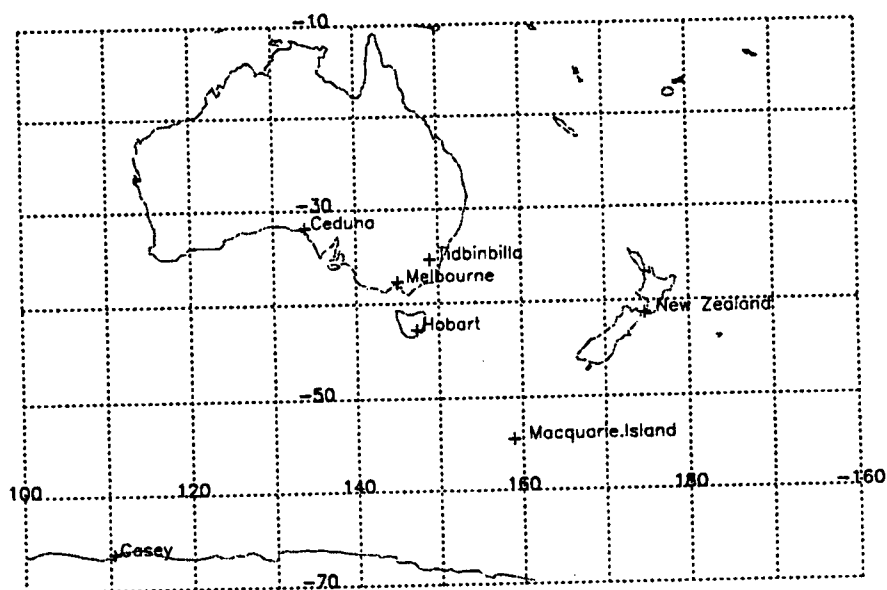 -10
-30
Ceduna
Tidbinbilla
Melbourne
New Zealand
Hobart
-50
Macquarie.Island
100
120
140
160
180
-160
Casey
-70